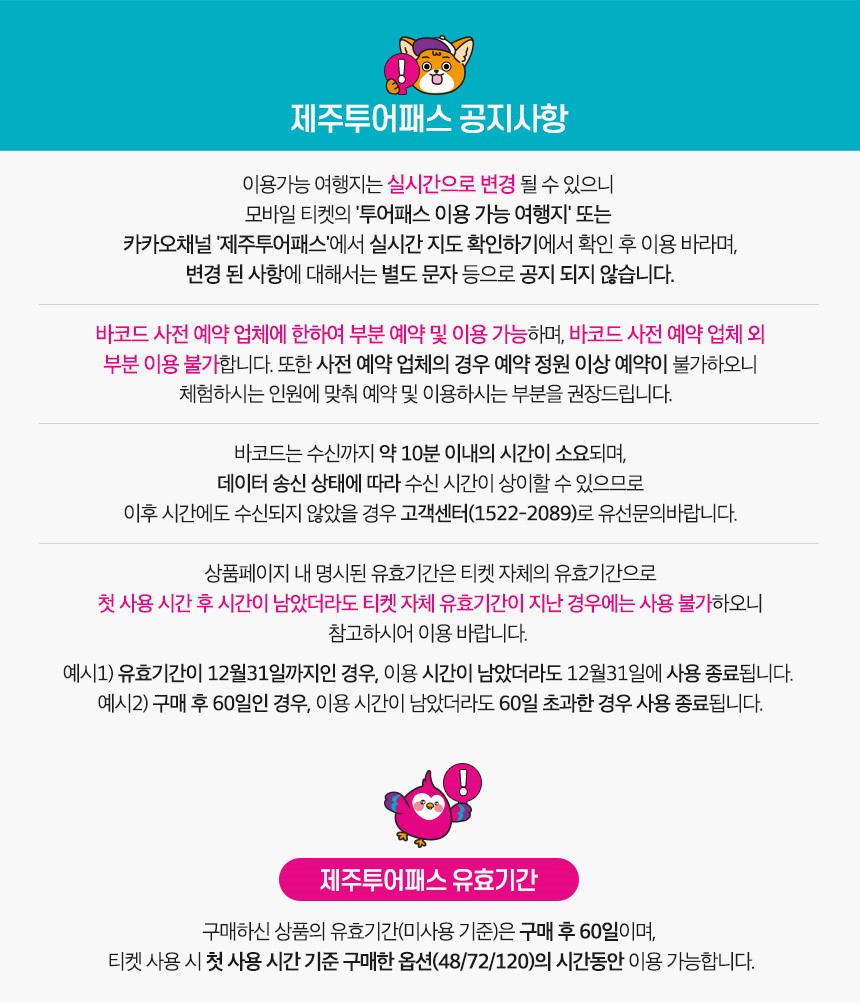 제주투어패스 공지사항
이용가능 여행지는 실시간으로 변경 될 수 있으니
모바일 티켓의 '투어패스 이용 가능 여행지' 또는
카카오채널 '제주투어패스'에서 실시간 지도 확인하기에서 확인 후 이용 바라며,
변경 된 사항에 대해서는 별도 문자 등으로 공지 되지 않습니다.
바코드 사전 예약 업체에 한하여 부분 예약 및 이용 가능하며, 바코드 사전 예약 업체 외
부분 이용 불가합니다. 또한 사전 예약 업체의 경우 예약 정원 이상 예약이 불가하오니
체험하시는 인원에 맞춰 예약 및 이용하시는 부분을 권장드립니다.
바코드는 수신까지 약 10분 이내의 시간이 소요되며,
데이터 송신 상태에 따라 수신 시간이 상이할 수 있으므로
이후 시간에도 수신되지 않았을 경우 고객센터(1522-2089)로 유선문의바랍니다.
상품페이지 내 명시된 유효기간은 티켓 자체의 유효기간으로
첫 사용 시간 후 시간이 남았더라도 티켓 자체 유효기간이 지난 경우에는 사용 불가하오니
참고하시어 이용 바랍니다.
예시1) 유효기간이 12월31일까지인 경우, 이용 시간이 남았더라도 12월31일에 사용 종료됩니다.
예시2) 구매 후 60일인 경우, 이용 시간이 남았더라도 60일 초과한 경우 사용 종료됩니다.
제주투어패스 유효기간
구매하신 상품의 유효기간(미사용 기준)은 구매 후 60일이며,
티켓 사용 시 첫 사용 시간 기준 구매한 옵션(48/72/120)의 시간동안 이용 가능합니다.